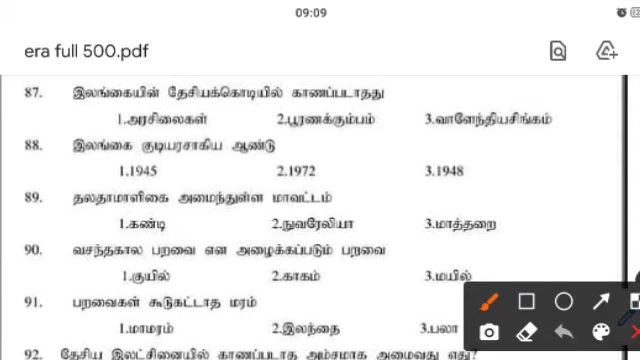 09:09
era full 500.pdf
87. இலங்கையின் தேசியக்கொடியில் காணப்படாதது
1.அரசிலைகள் 2.பூரணக்கும்பம் 3.வாளேந்தியசிங்கம்
88. இலங்கை குடியரசாகிய ஆண்டு
1.1945 2.1972 3.1948
89. தலதாமாளிகை அமைந்துள்ள மாவட்டம்
1.கண்டி 2.நுவரேலியா 3.மாத்தறை
90. வசந்தகால பறவை என அழைக்கப்படும் பறவை
1.குயில் 2.காகம் 3.மயில்
91. பறவைகள் கூடுகட்டாத மரம்
1.மாமரம் 2.இலந்தை 3.பலா
92. தேசிய இலட்சினையில் காணப்படாத அம்சமாக அமைவது எது?